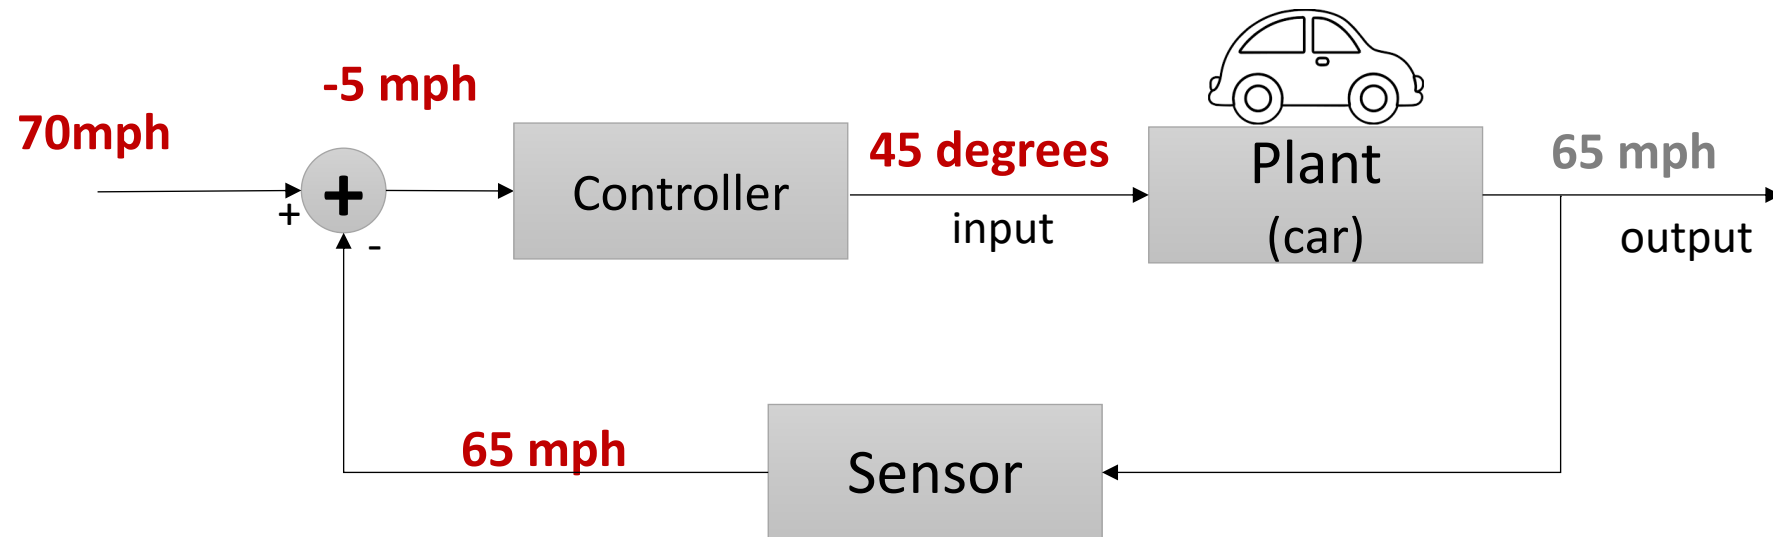 -5 mph
70mph
+
+
-
Controller
45 degrees
input
Plant
(car)
65 mph
output
65 mph
Sensor